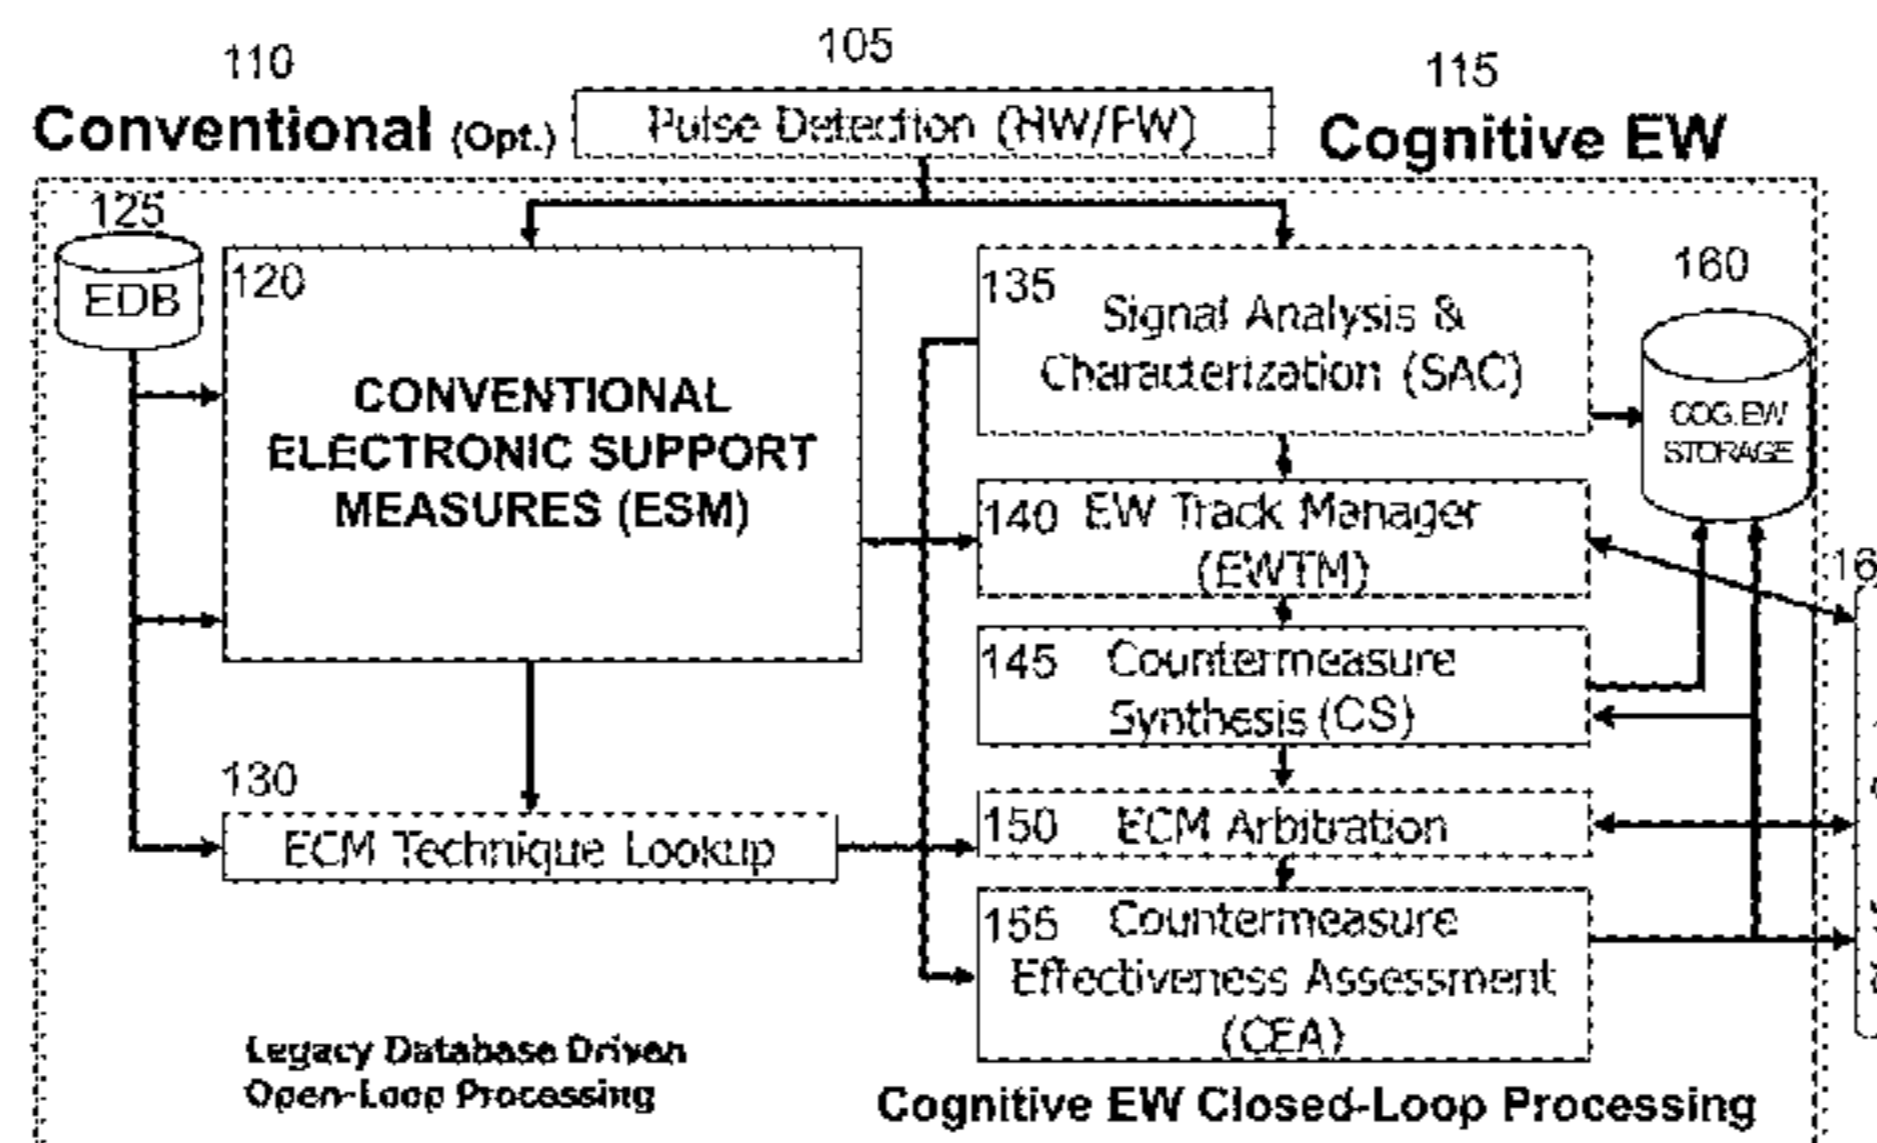 110
105
115
Conventional (Opt.)
Pulse Detection (HW/FW)
Cognitive EW
125
EDB
120
CONVENTIONAL
ELECTRONIC SUPPORT
MEASURES (ESM)
135
Signal Analysis &
Characterization (SAC)
160
COG.EW
STORAGE
140 EW Track Manager
(EWTM)
16
145 Countermeasure
Synthesis (CS)
130
ECM Technique Lookup
150 ECM Arbitration
155 Countermeasure
Effectiveness Assessment
(CEA)
Legacy Database Driven
Open-Loop Processing
Cognitive EW Closed-Loop Processing